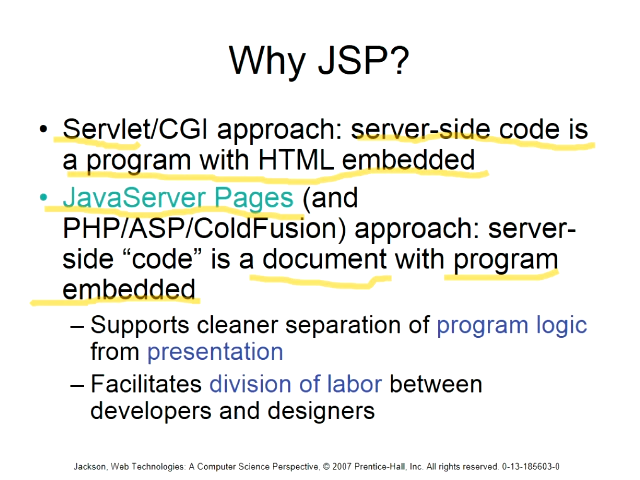 Why JSP?
• Servlet/CGI approach: server-side code is
a program with HTML embedded
• JavaServer Pages (and
PHP/ASP/ColdFusion) approach: server-
side “code” is a document with program
embedded
– Supports cleaner separation of program logic
from presentation
– Facilitates division of labor between
developers and designers
Jackson, Web Technologies: A Computer Science Perspective, © 2007 Prentice-Hall, Inc. All rights reserved. 0-13-185603-0